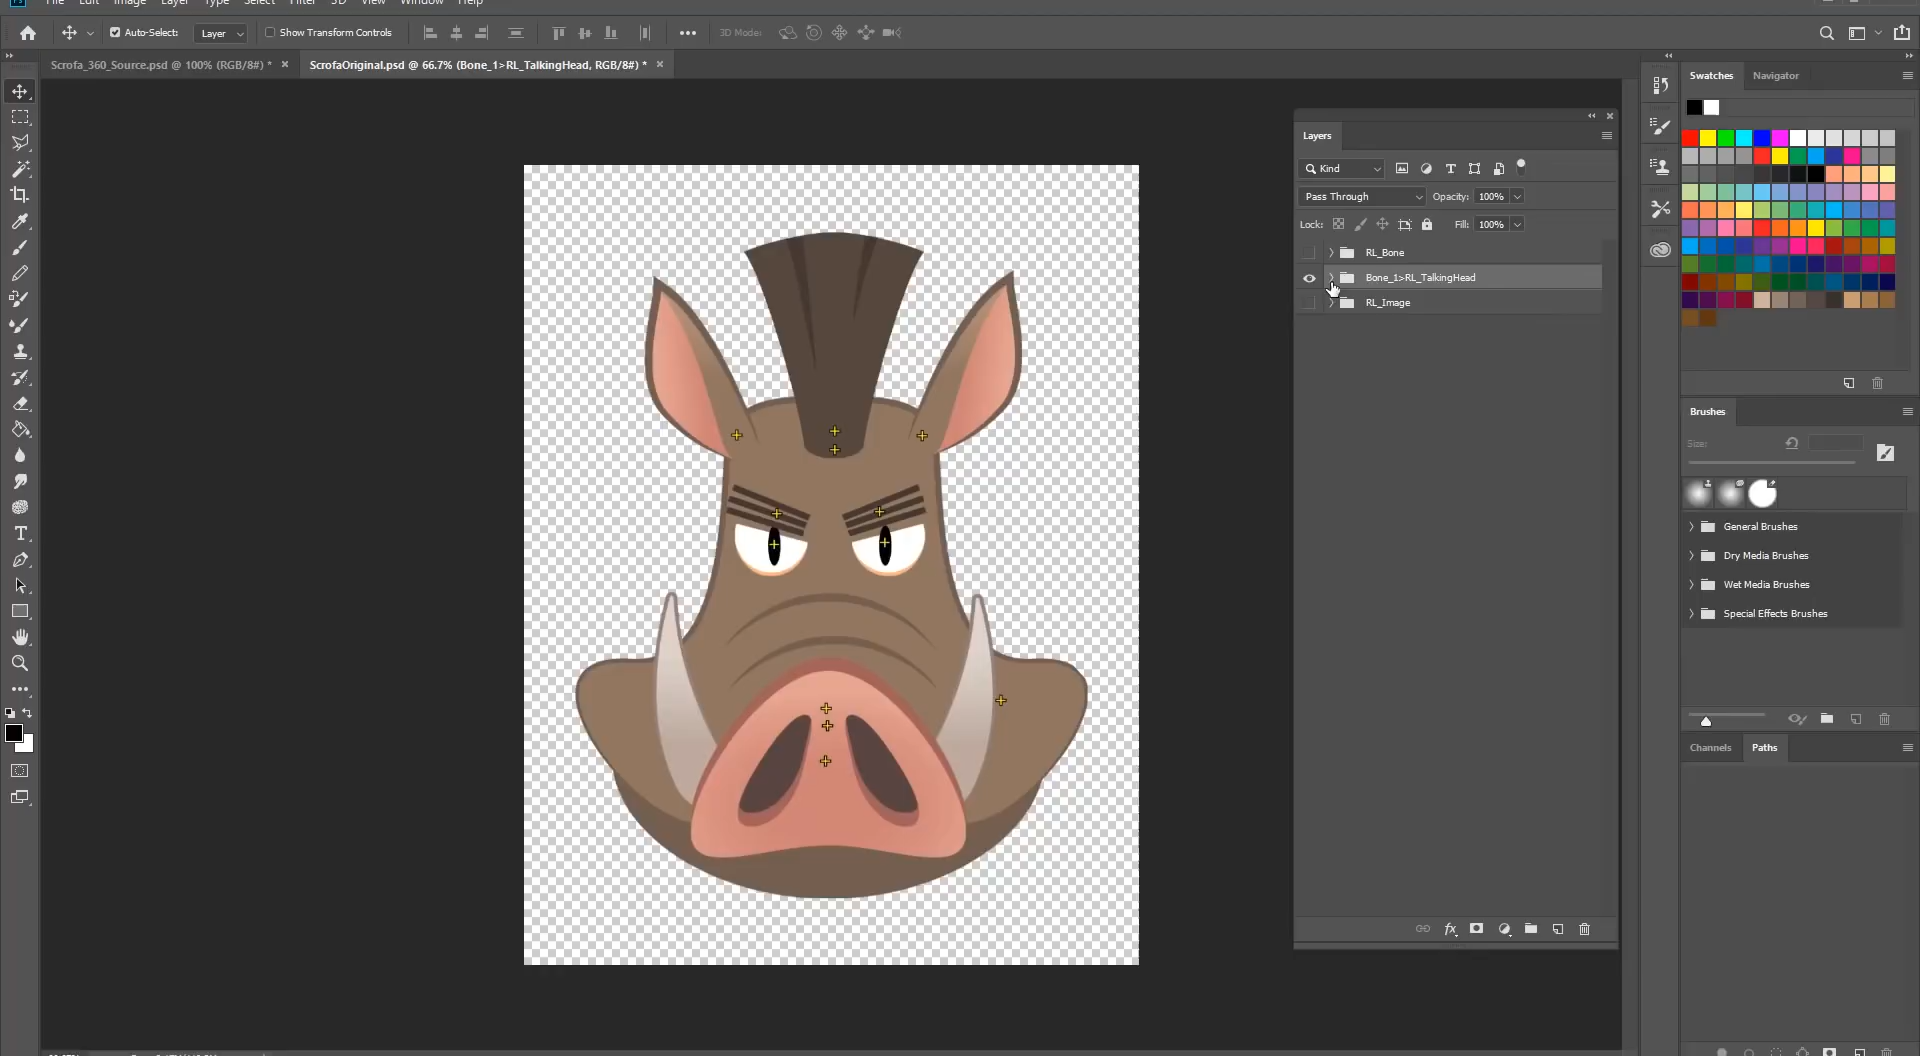 File Edit Image Layer Type Select Filter 3D View Window Help
Auto-Select: Layer Show Transform Controls 3D Mode:
Scrofa_360_Source.psd @ 100% (RGB/8#) * ScrofaOriginal.psd @ 66.7% (Bone_1>RL_TalkingHead, RGB/8#) *
Layers
Kind
Pass Through Opacity: 100%
Lock: Fill: 100%
RL_Bone
Bone_1>RL_TalkingHead
RL_Image
fx
Swatches Navigator
Brushes
Size:
General Brushes
Dry Media Brushes
Wet Media Brushes
Special Effects Brushes
Channels Paths